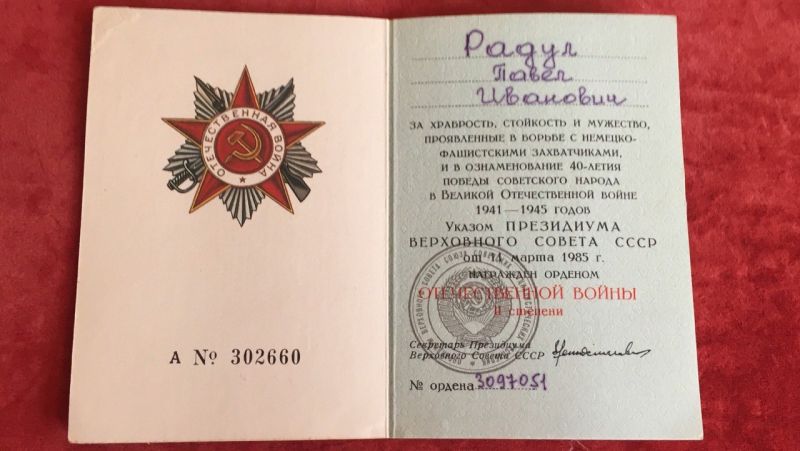 ОТЕЧЕСТВЕННАЯ ВОЙНА
А № 302660
Радул
Павел
Иванович
ЗА ХРАБРОСТЬ, СТОЙКОСТЬ И МУЖЕСТВО,
ПРОЯВЛЕННЫЕ В БОРЬБЕ С НЕМЕЦКО-
ФАШИСТСКИМИ ЗАХВАТЧИКАМИ,
И В ОЗНАМЕНОВАНИЕ 40-ЛЕТИЯ
ПОБЕДЫ СОВЕТСКОГО НАРОДА
В ВЕЛИКОЙ ОТЕЧЕСТВЕННОЙ ВОЙНЕ
1941—1945 ГОДОВ
УКАЗОМ ПРЕЗИДИУМА
ВЕРХОВНОГО СОВЕТА СССР
от 11 марта 1985 г.
НАГРАЖДЕН ОРДЕНОМ
ОТЕЧЕСТВЕННОЙ ВОЙНЫ
II степени
Секретарь Президиума
Верховного Совета СССР
№ ордена 3097051